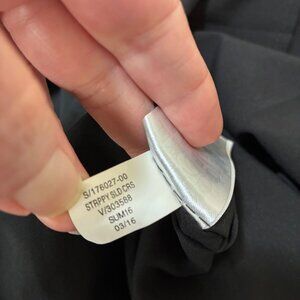 S/176027-00
STRPPY SLD CRS
V/303588
SUM16
03/16